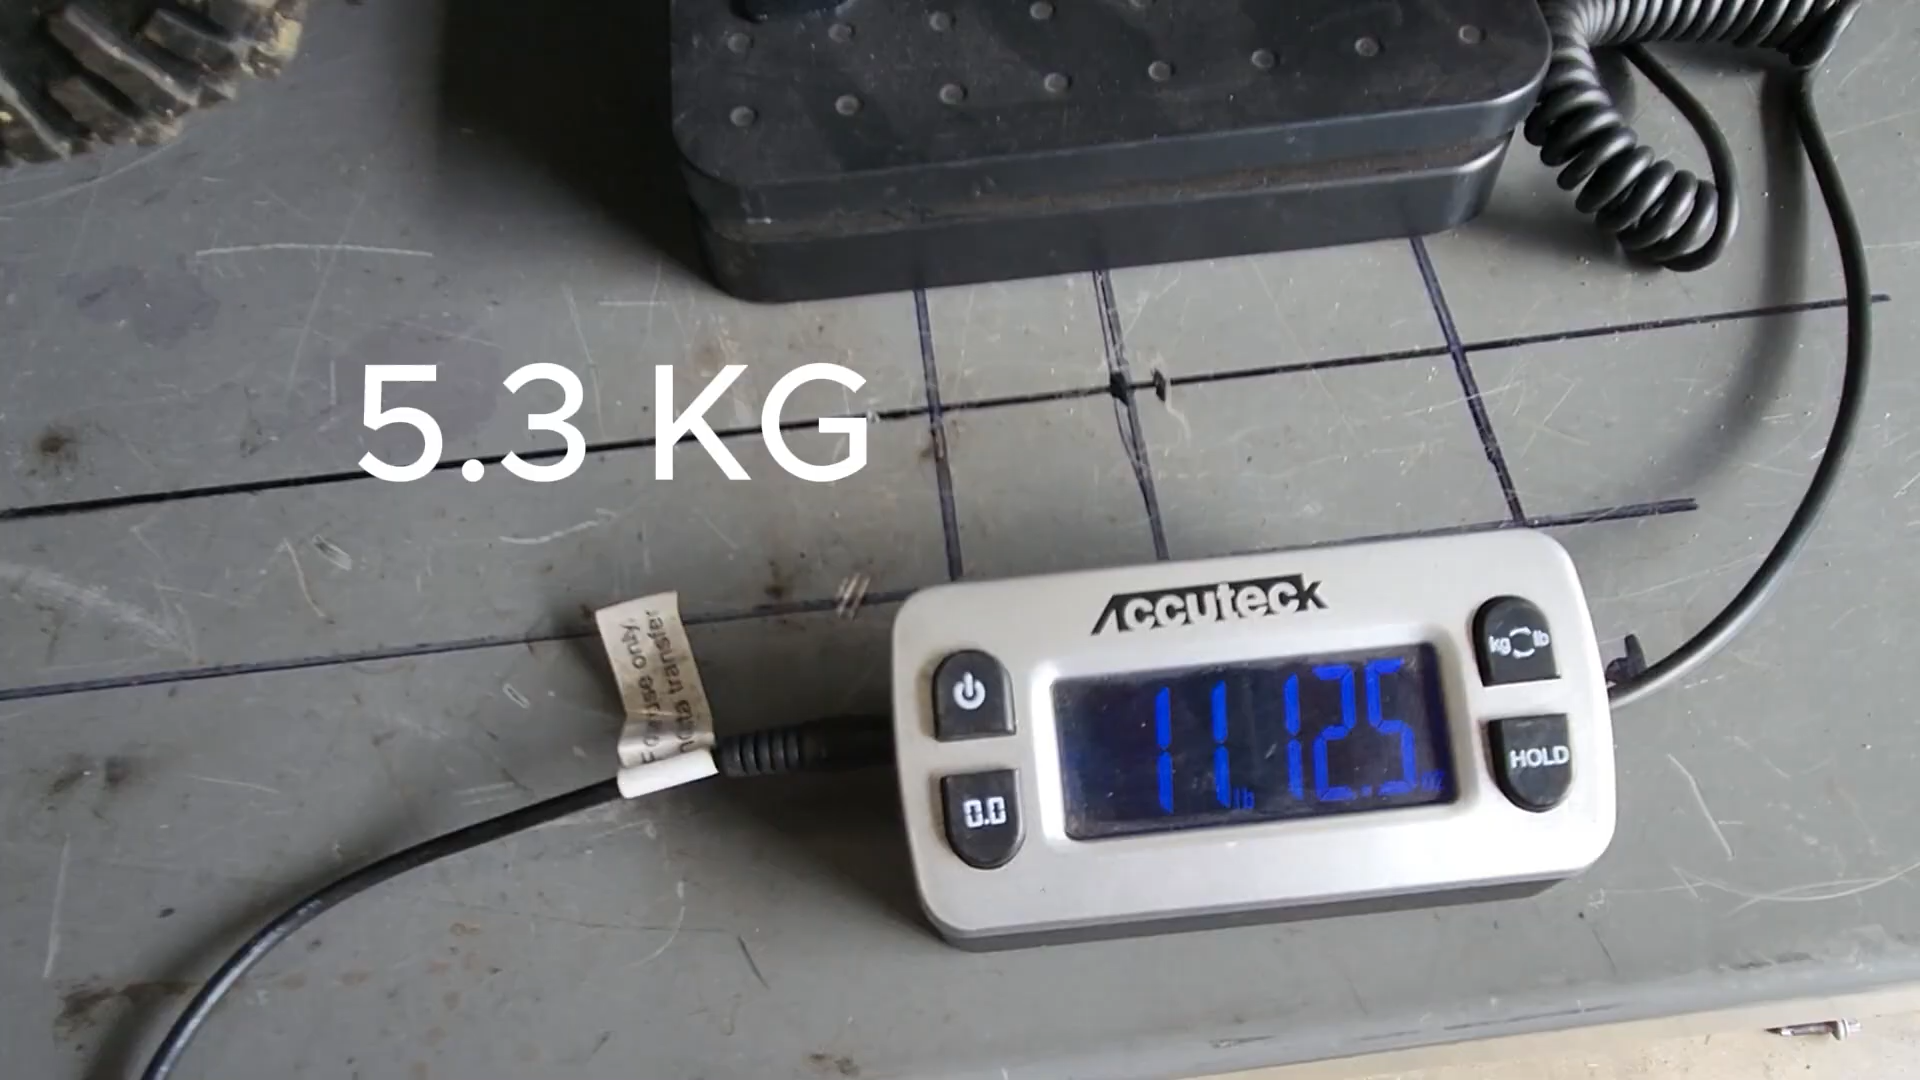 5.3 KG
For use only,
no data transfer
ACCUTECK
kg lb
11 lb 12.5 oz
HOLD
0.0